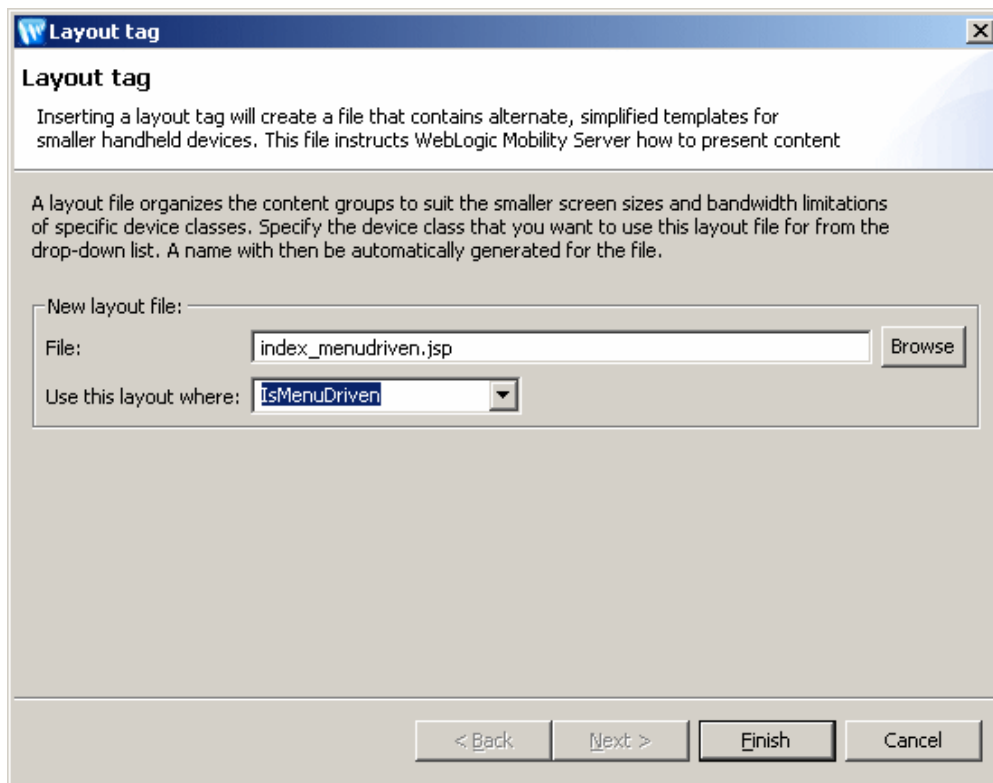 Layout tag
Layout tag
Inserting a layout tag will create a file that contains alternate, simplified templates for
smaller handheld devices. This file instructs WebLogic Mobility Server how to present content
A layout file organizes the content groups to suit the smaller screen sizes and bandwidth limitations
of specific device classes. Specify the device class that you want to use this layout file for from the
drop-down list. A name with then be automatically generated for the file.
New layout file:
File: index_menudriven.jsp Browse
Use this layout where: IsMenuDriven
< Back Next > Finish Cancel